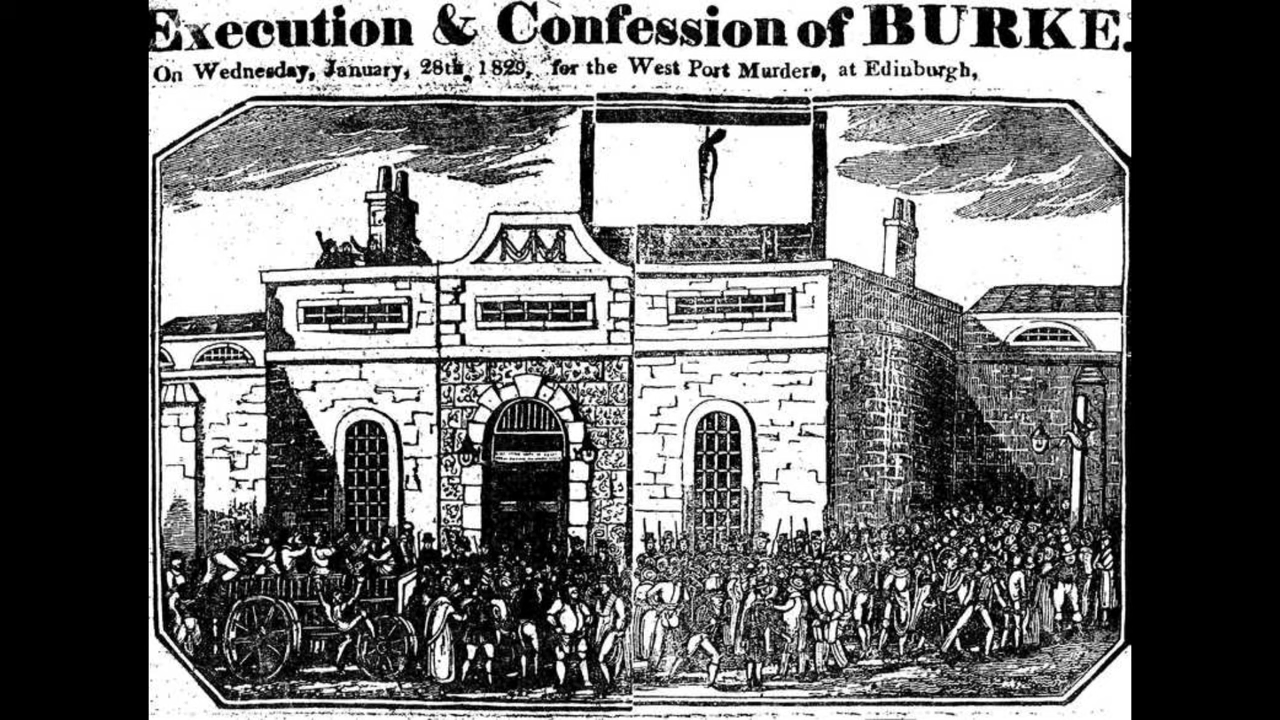 Execution & Confession of BURKE.
On Wednesday, January, 28th, 1829, for the West Port Murders, at Edinburgh,